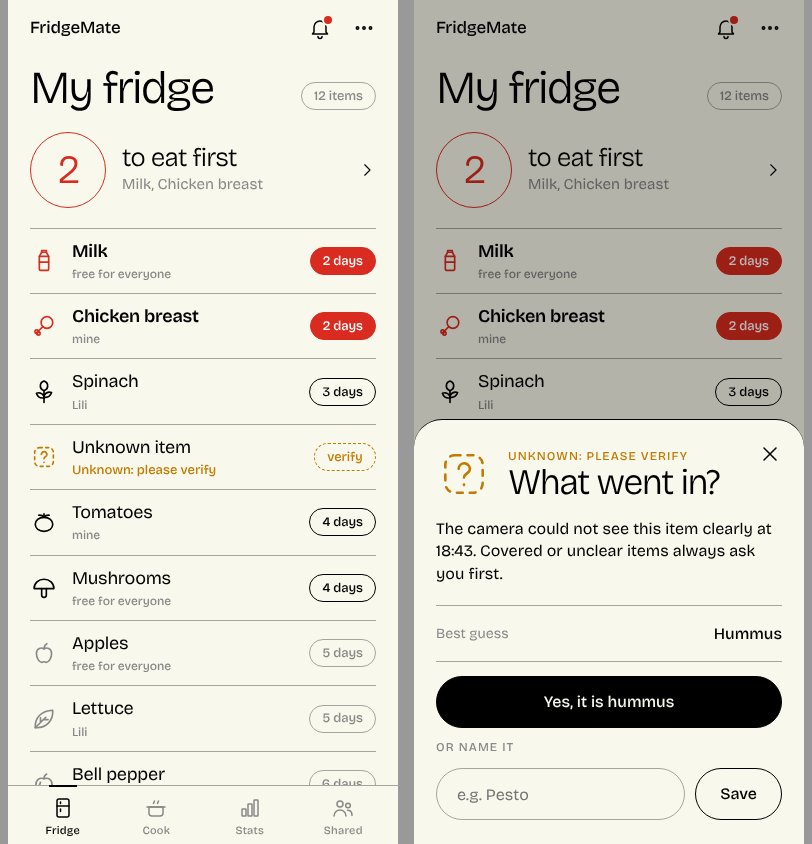 FridgeMate
My fridge
12 items
2
to eat first
Milk, Chicken breast
Milk
free for everyone
2 days
Chicken breast
mine
2 days
Spinach
Lili
3 days
?
Unknown item
Unknown: please verify
verify
Tomatoes
mine
4 days
Mushrooms
free for everyone
4 days
Apples
free for everyone
5 days
Lettuce
Lili
5 days
Bell pepper
6 days
Fridge
Cook
Stats
Shared
FridgeMate
My fridge
12 items
2
to eat first
Milk, Chicken breast
Milk
free for everyone
2 days
Chicken breast
mine
2 days
Spinach
Lili
3 days
?
UNKNOWN: PLEASE VERIFY
What went in?
The camera could not see this item clearly at
18:43. Covered or unclear items always ask
you first.
Best guess
Hummus
Yes, it is hummus
OR NAME IT
e.g. Pesto
Save